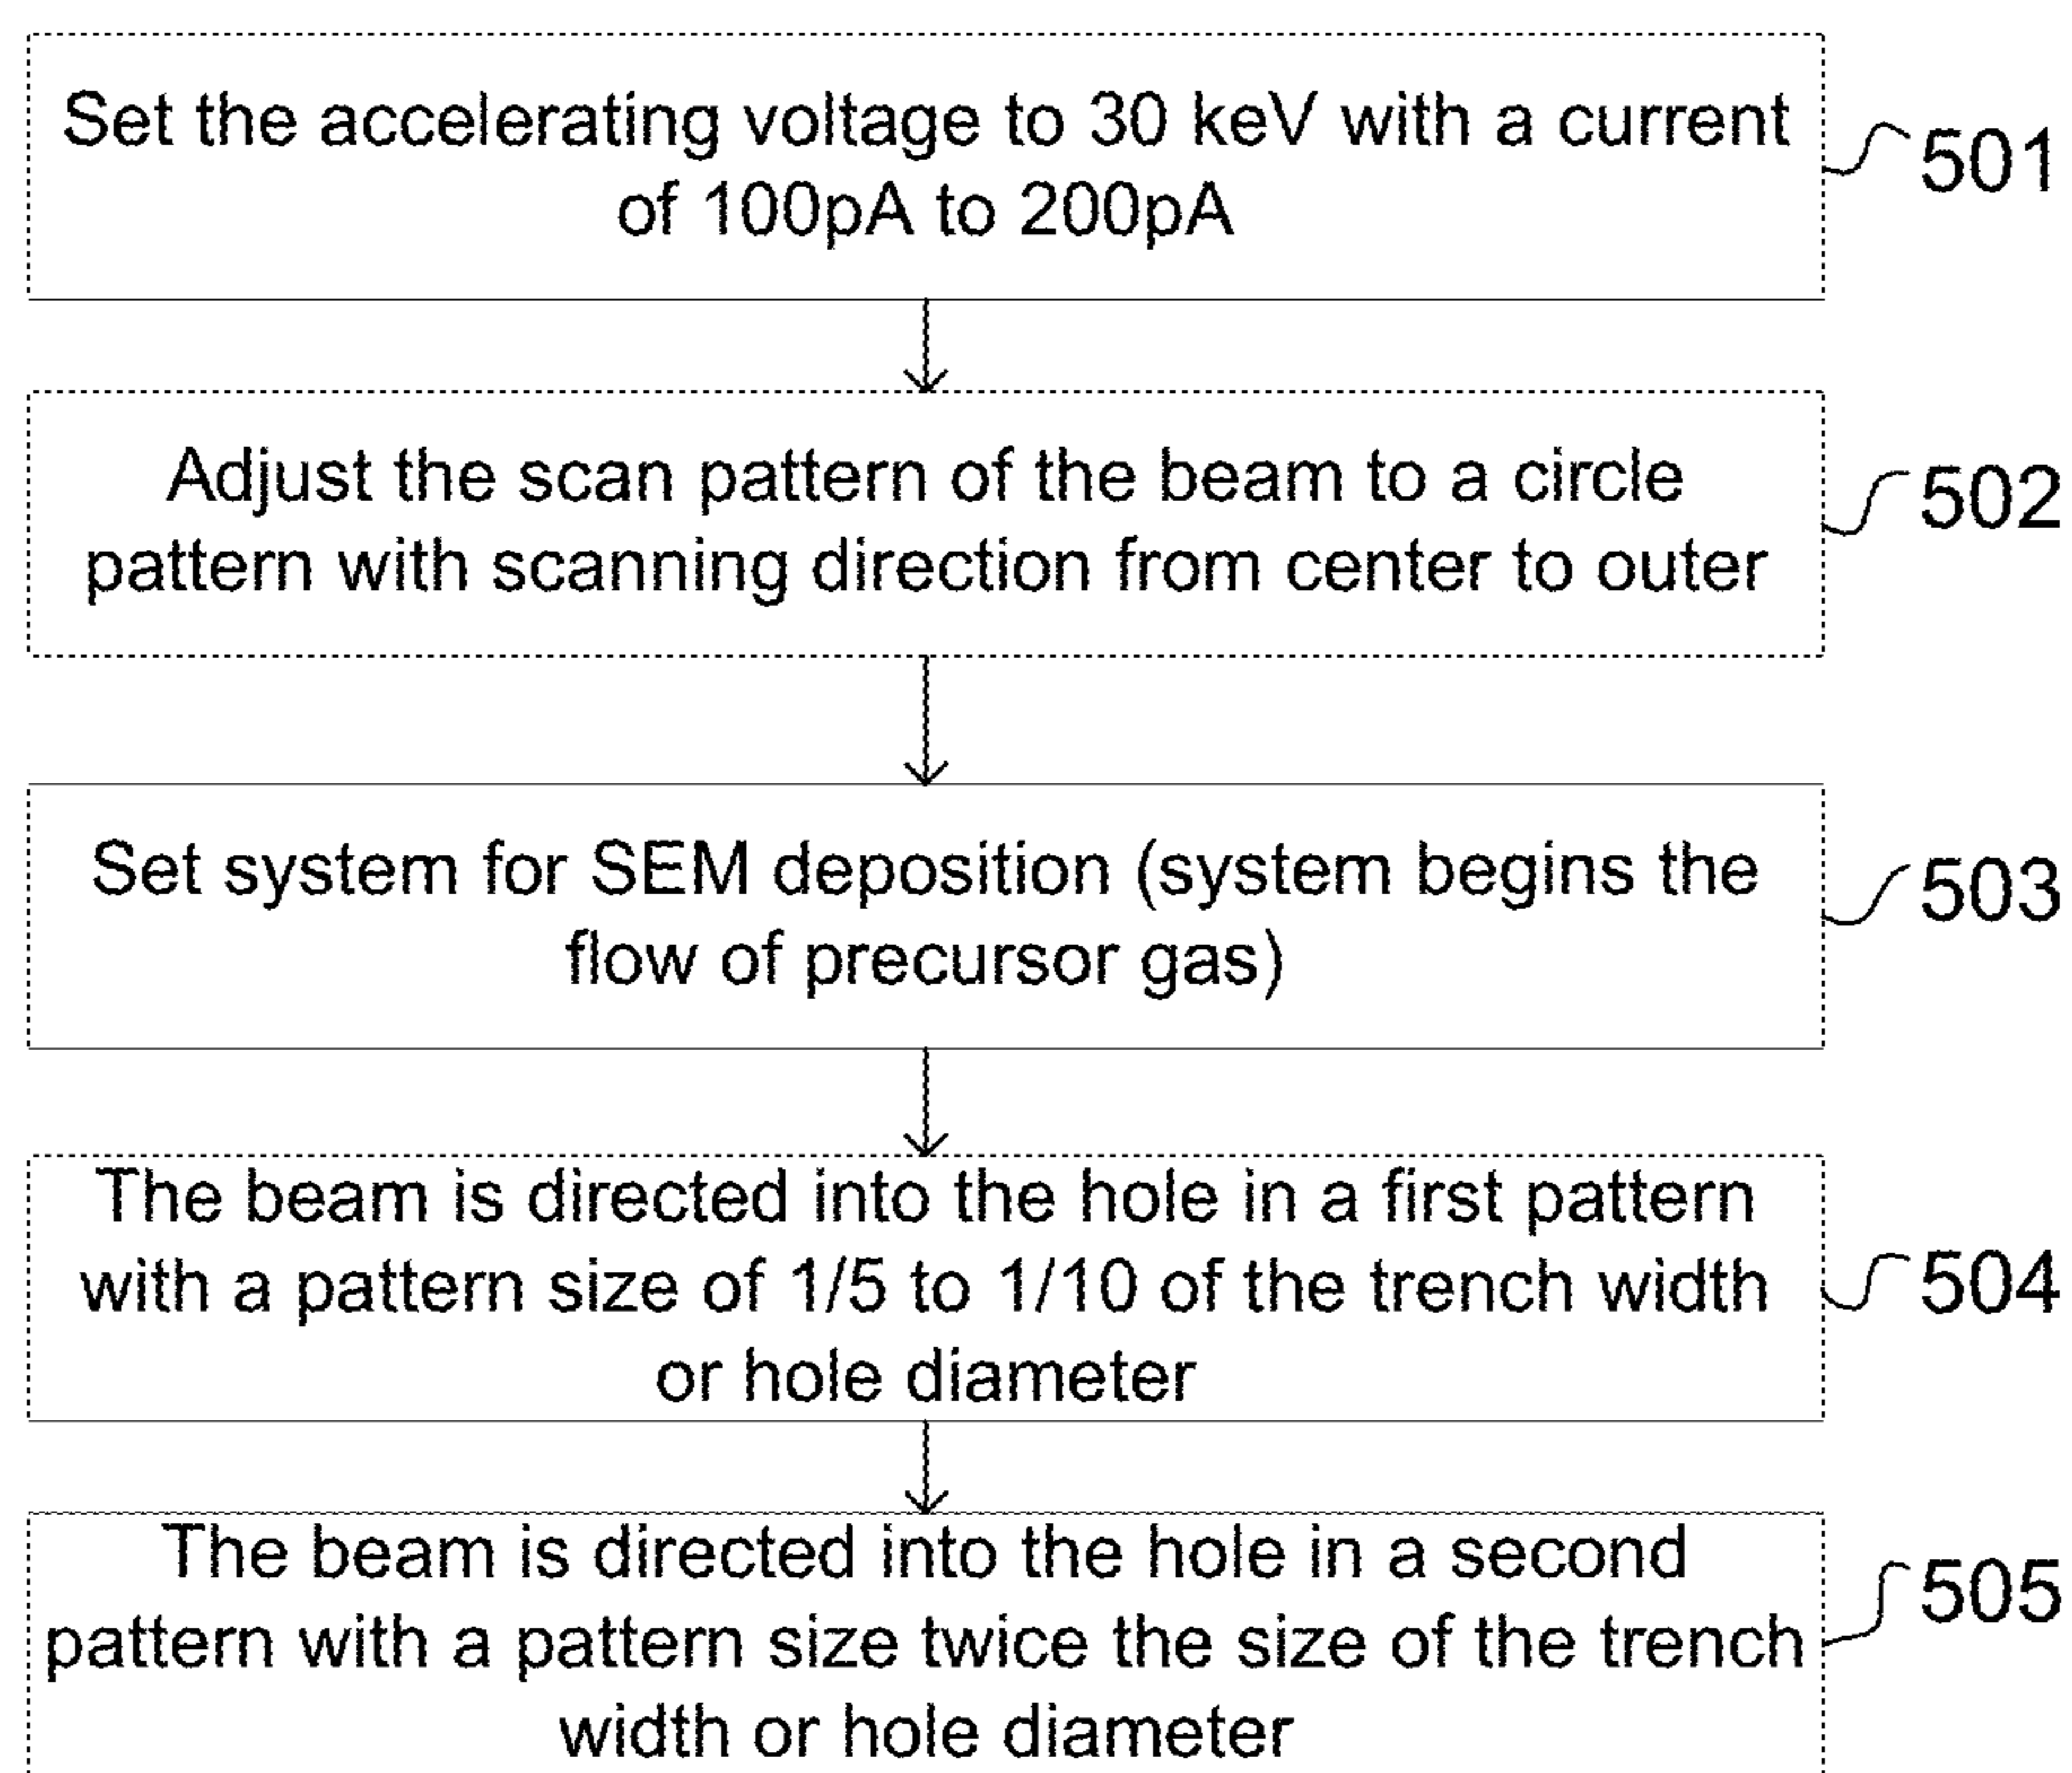 Set the accelerating voltage to 30 keV with a current
of 100pA to 200pA
501
Adjust the scan pattern of the beam to a circle
pattern with scanning direction from center to outer
502
Set system for SEM deposition (system begins the
flow of precursor gas)
503
The beam is directed into the hole in a first pattern
with a pattern size of 1/5 to 1/10 of the trench width
or hole diameter
504
The beam is directed into the hole in a second
pattern with a pattern size twice the size of the trench
width or hole diameter
505